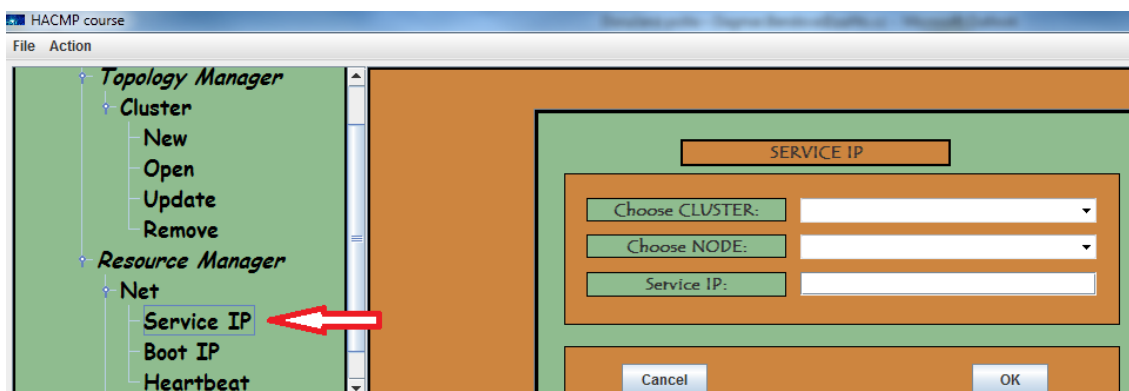 HACMP course
File Action
Topology Manager
Cluster
New
Open
Update
Remove
Resource Manager
Net
Service IP
Boot IP
Heartbeat
SERVICE IP
Choose CLUSTER:
Choose NODE:
Service IP:
Cancel OK